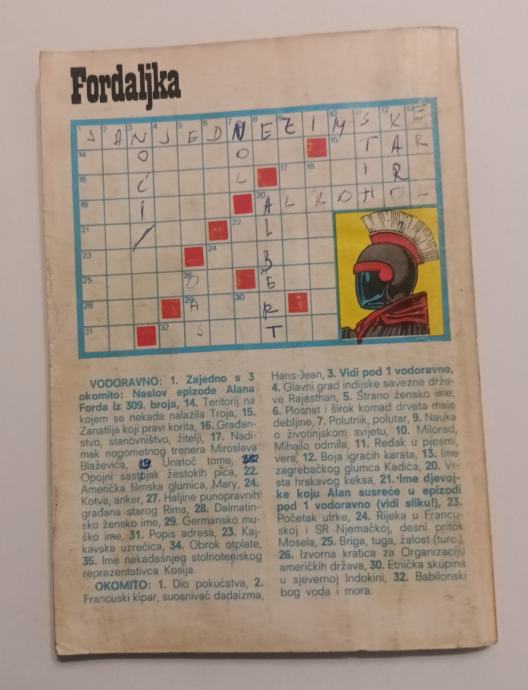 Fordaljka
S A N J E D N E Z I M S K E
VODORAVNO: 1. Zajedno s 3
okomito: Naslov epizode Alana
Forda iz 309. broja, 14. Teritorij na
kojem se nekada nalazila Troja, 15.
Zanatlija koji pravi korita, 16. Građan-
stvo, stanovništvo, žitelji, 17. Nadi-
mak nogometnog trenera Miroslava
Blaževića, 19. Unatoč tome,
Opojni sastojak žestokih pića, 22.
Američka filmska glumica, Mary, 24.
Kotva, anker, 27. Haljine punopravnih
građana starog Rima, 28. Dalmatin-
sko žensko ime, 29. Germansko mu-
ško ime, 31. Popis adresa, 23. Kaj-
kavska uzrečica, 34. Obrok otplate,
35. Ime nekadašnjeg stolnoteniskog
reprezentativca Kosija.
OKOMITO: 1. Dio pokućstva, 2.
Francuski kipar, suosnivač dadaizma,
Hans-Jean, 3. Vidi pod 1 vodoravno,
4. Glavni grad indijske savezne drža-
ve Rajasthan, 5. Strano žensko ime,
6. Plosnat i širok komad drveta male
debljine, 7. Polutnik, polutar, 9. Nauka
o životinjskom svijetu, 10. Milorad,
Mihailo odmila, 11. Redak u pjesmi,
vers, 12. Boja igraćih karata, 13. Ime
zagrebačkog glumca Kadića, 20. Vr-
sta hrskavog keksa, 21. Ime djevoj-
ke koju Alan susreće u epizodi
pod 1 vodoravno (vidi sliku!), 23.
Početak utrke, 24. Rijeka u Francu-
skoj i SR Njemačkoj, desni pritok
Mosela, 25. Briga, tuga, žalost (turc.),
26. Izvorna kratica za Organizaciju
američkih država, 30. Etnička skupina
u sjevernoj Indokini, 32. Babilonski
bog voda i mora.